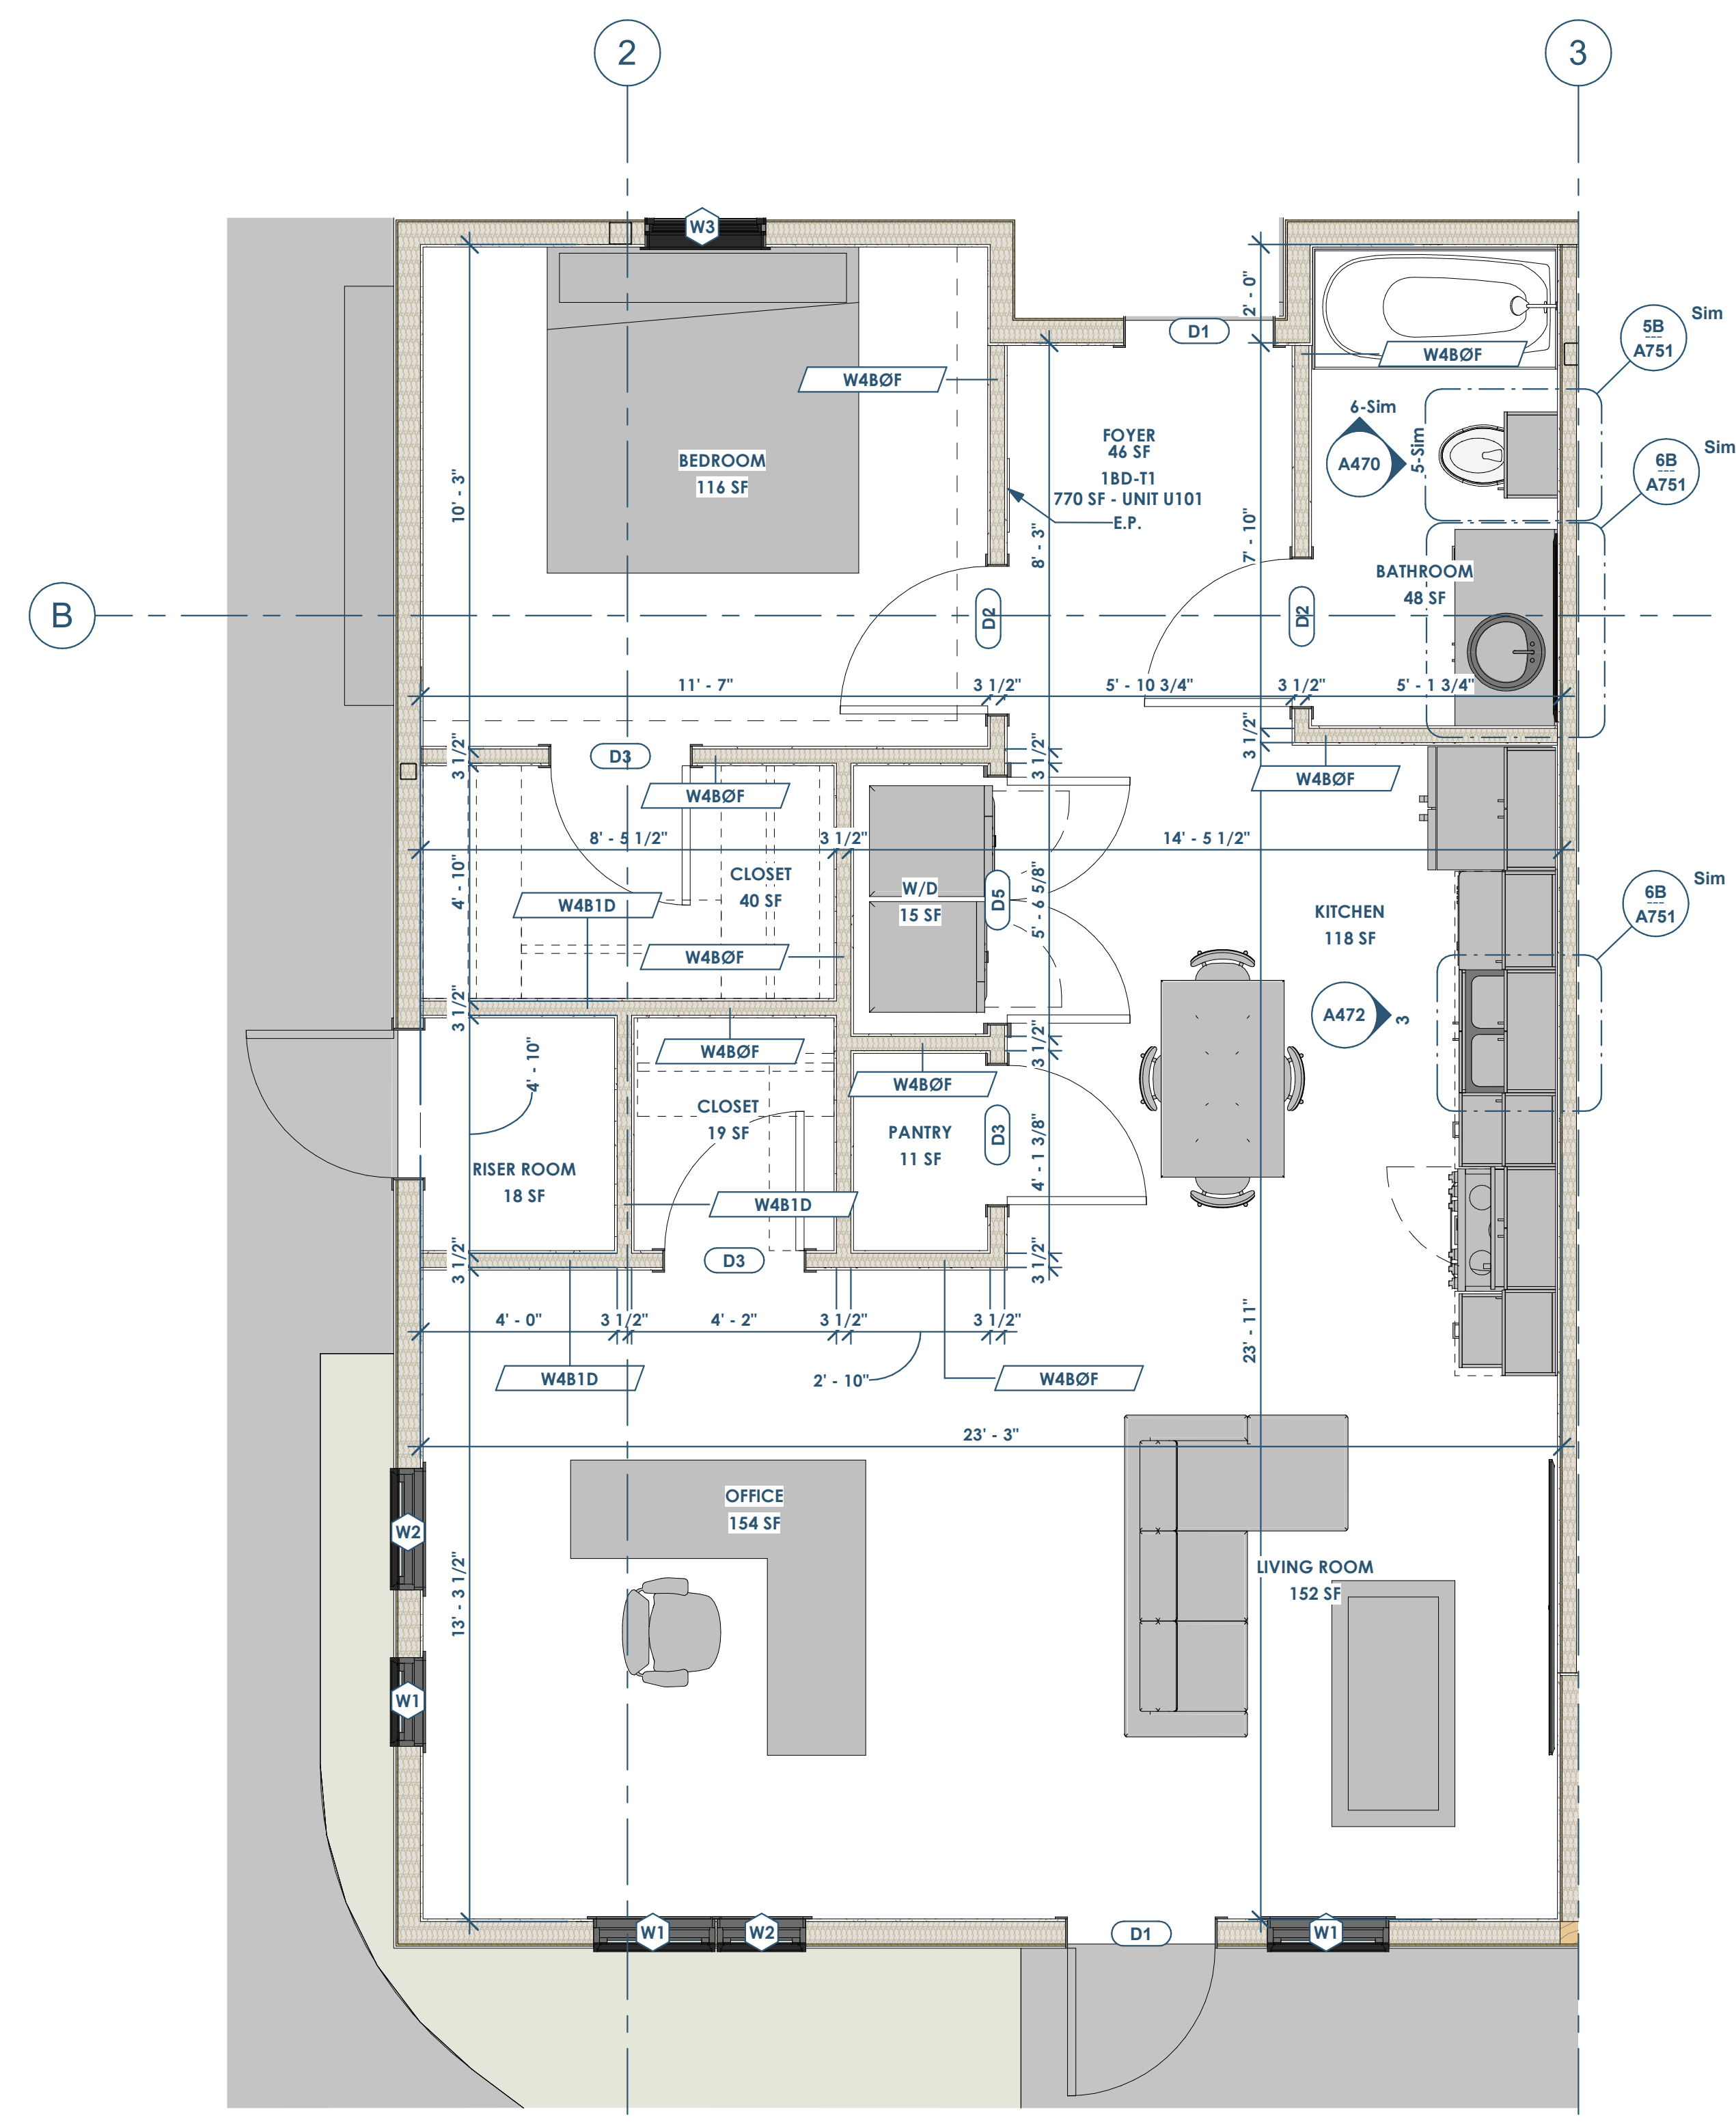 2
3
W3
D1
2' - 0"
W4BØF
5B
A751
Sim
W4BØF
6-Sim
5-Sim
A470
6B
A751
Sim
FOYER
46 SF
1BD-T1
770 SF - UNIT U101
E.P.
BEDROOM
116 SF
10' - 3"
8' - 3"
7' - 10"
BATHROOM
48 SF
B
D2
D2
11' - 7"
3 1/2"
5' - 10 3/4"
3 1/2"
5' - 1 3/4"
3 1/2"
D3
3 1/2"
3 1/2"
W4BØF
W4BØF
8' - 5 1/2"
3 1/2"
14' - 5 1/2"
4' - 10"
CLOSET
40 SF
W4B1D
W/D
15 SF
D5
5' - 6 5/8"
KITCHEN
118 SF
6B
A751
Sim
W4BØF
3 1/2"
A472
3
W4BØF
3 1/2"
4' - 10"
W4BØF
CLOSET
19 SF
PANTRY
11 SF
D3
4' - 1 3/8"
RISER ROOM
18 SF
W4B1D
3 1/2"
D3
3 1/2"
4' - 0"
3 1/2"
4' - 2"
3 1/2"
3 1/2"
23' - 11"
W4B1D
2' - 10"
W4BØF
23' - 3"
OFFICE
154 SF
W2
LIVING ROOM
152 SF
13' - 3 1/2"
W1
W1
W2
D1
W1